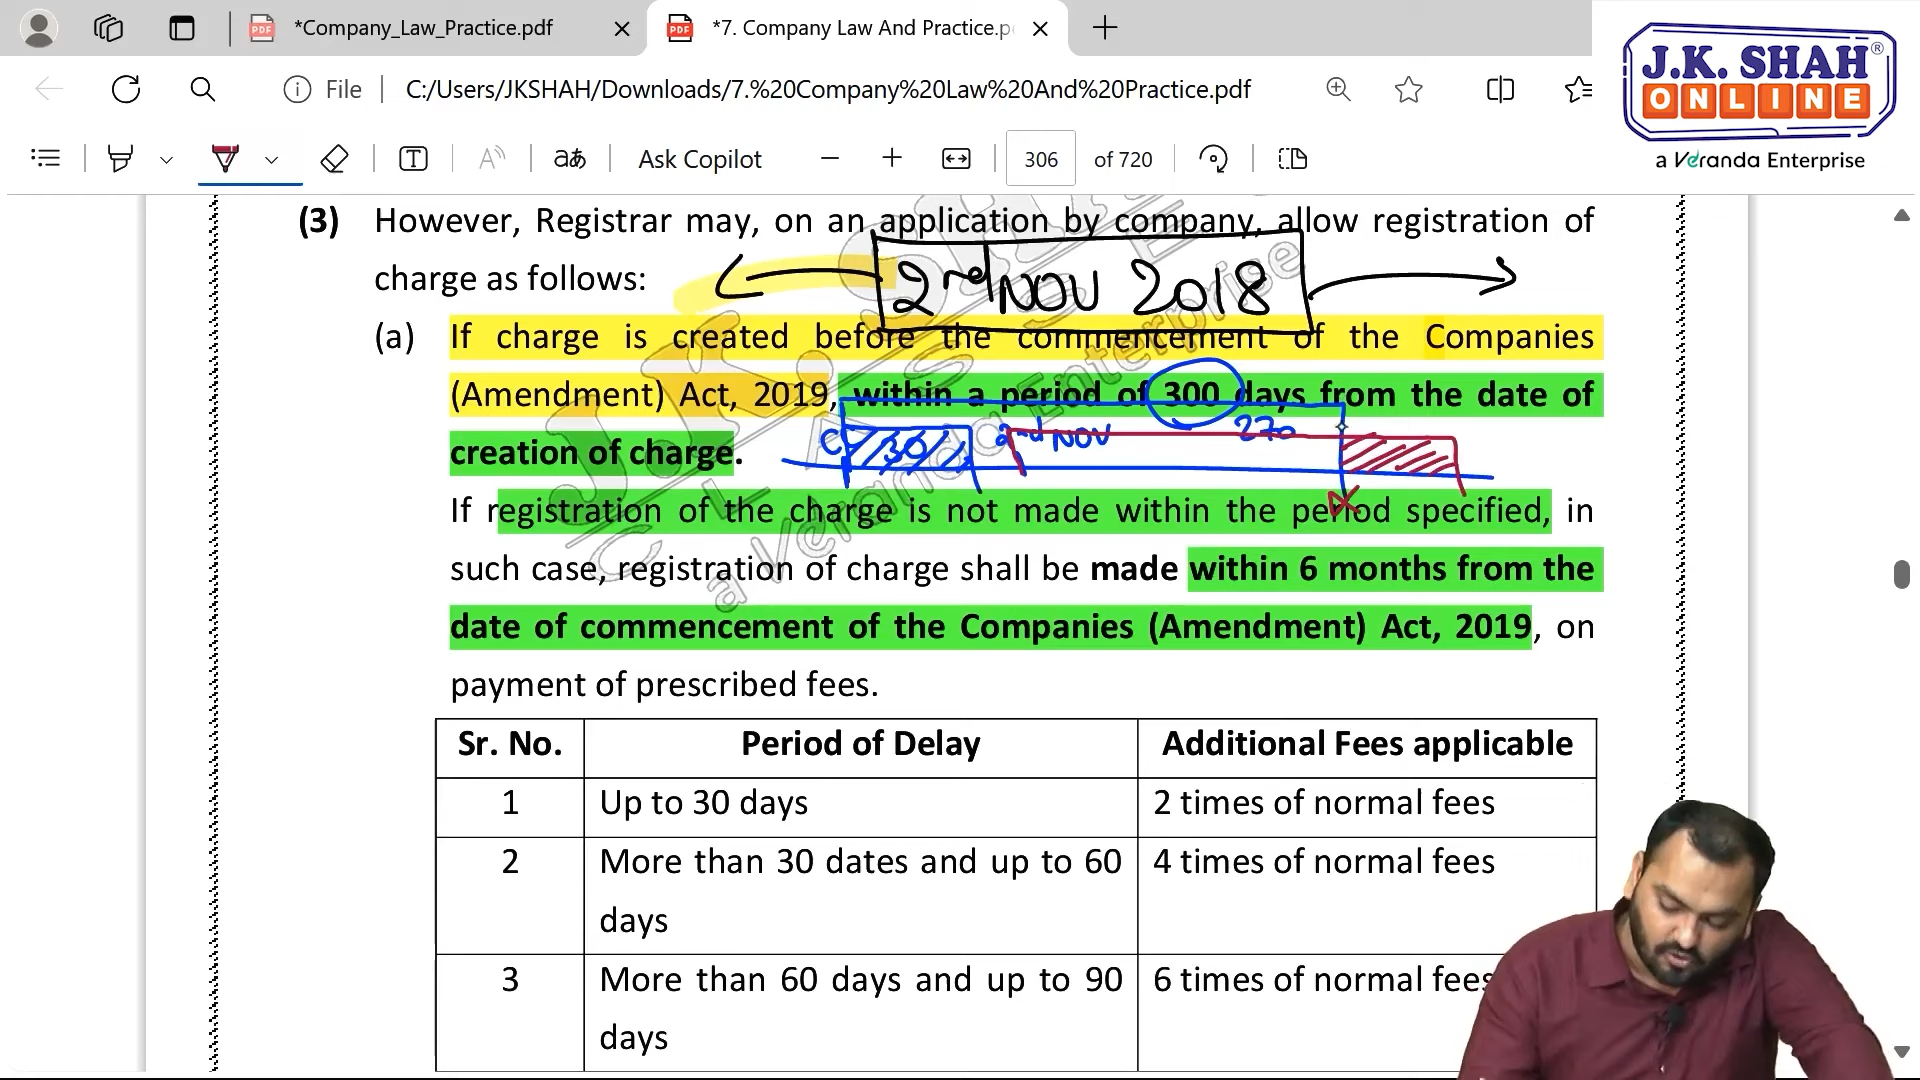 *Company_Law_Practice.pdf
*7. Company Law And Practice.p
J.K. SHAH®
ONLINE
a Veranda Enterprise
File
C:/Users/JKSHAH/Downloads/7.%20Company%20Law%20And%20Practice.pdf
Ask Copilot
306 of 720
(3) However, Registrar may, on an application by company, allow registration of
charge as follows:
2rd NOV 2018
(a) If charge is created before the commencement of the Companies
(Amendment) Act, 2019, within a period of 300 days from the date of
C 30 2nd NOV 270
creation of charge.
If registration of the charge is not made within the period specified, in
such case, registration of charge shall be made within 6 months from the
date of commencement of the Companies (Amendment) Act, 2019, on
payment of prescribed fees.
Sr. No. Period of Delay Additional Fees applicable
1 Up to 30 days 2 times of normal fees
2 More than 30 dates and up to 60 4 times of normal fees
days
3 More than 60 days and up to 90 6 times of normal fees
days
a Veranda Enterprise